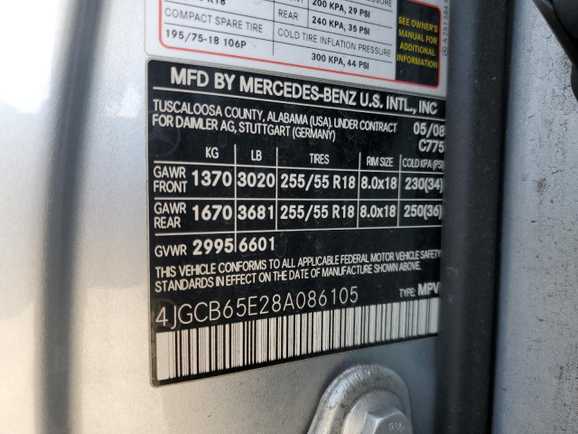 R18
200 KPA, 29 PSI
COMPACT SPARE TIRE
195/75-18 106P
REAR
240 KPA, 35 PSI
COLD TIRE INFLATION PRESSURE
300 KPA, 44 PSI
SEE OWNER'S
MANUAL FOR
ADDITIONAL
INFORMATION
MFD BY MERCEDES-BENZ U.S. INTL., INC
TUSCALOOSA COUNTY, ALABAMA (USA). UNDER CONTRACT
FOR DAIMLER AG, STUTTGART (GERMANY)
05/08
C775
KG LB TIRES RIM SIZE COLD KPA (PSI)
GAWR FRONT 1370 3020 255/55 R18 8.0x18 230(34)
GAWR REAR 1670 3681 255/55 R18 8.0x18 250(36)
GVWR 2995 6601
THIS VEHICLE CONFORMS TO ALL APPLICABLE FEDERAL MOTOR VEHICLE SAFETY
STANDARDS IN EFFECT ON THE DATE OF MANUFACTURE SHOWN ABOVE.
4JGCB65E28A086105
TYPE: MPV